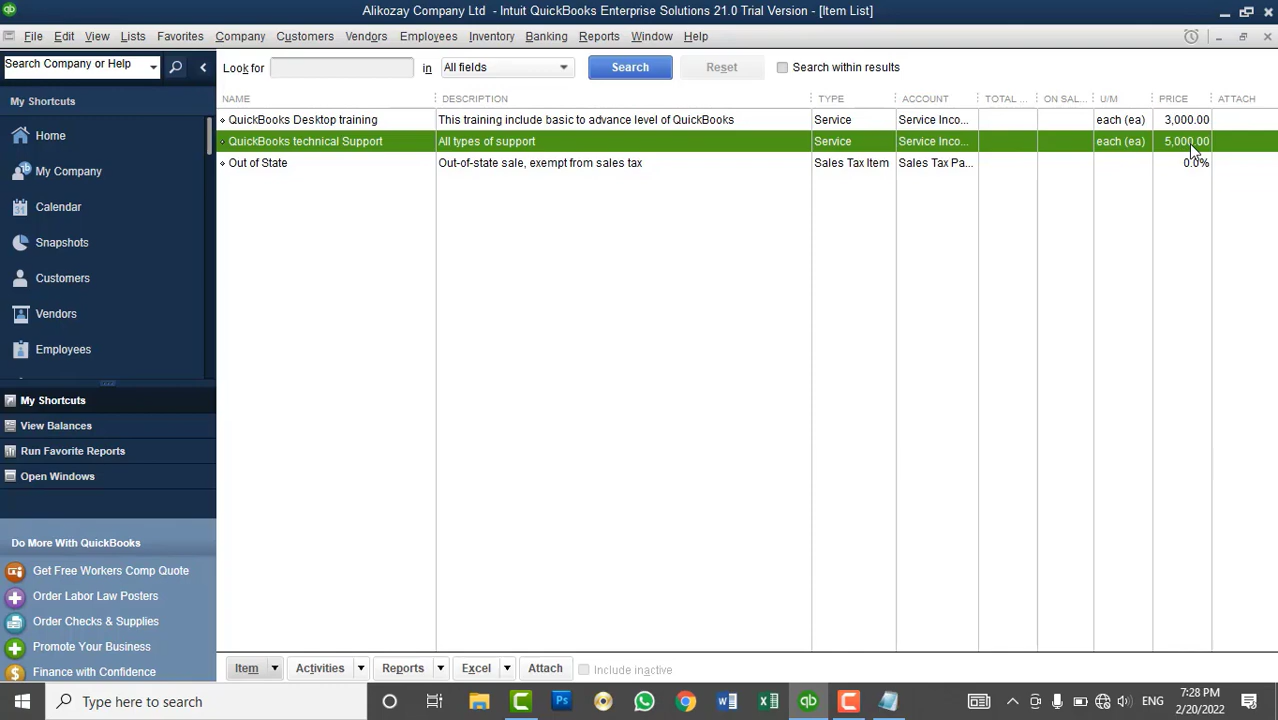 Alikozay Company Ltd - Intuit QuickBooks Enterprise Solutions 21.0 Trial Version - [Item List]
File Edit View Lists Favorites Company Customers Vendors Employees Inventory Banking Reports Window Help
Search Company or Help
Look for in All fields Search Reset Search within results
My Shortcuts
Home
My Company
Calendar
Snapshots
Customers
Vendors
Employees
My Shortcuts
View Balances
Run Favorite Reports
Open Windows
Do More With QuickBooks
Get Free Workers Comp Quote
Order Labor Law Posters
Order Checks & Supplies
Promote Your Business
Finance with Confidence
NAME DESCRIPTION TYPE ACCOUNT TOTAL ... ON SAL... U/M PRICE ATTACH
QuickBooks Desktop training This training include basic to advance level of QuickBooks Service Service Inco... each (ea) 3,000.00
QuickBooks technical Support All types of support Service Service Inco... each (ea) 5,000.00
Out of State Out-of-state sale, exempt from sales tax Sales Tax Item Sales Tax Pa... 0.0%
Item Activities Reports Excel Attach Include inactive
Type here to search
ENG
7:28 PM
2/20/2022